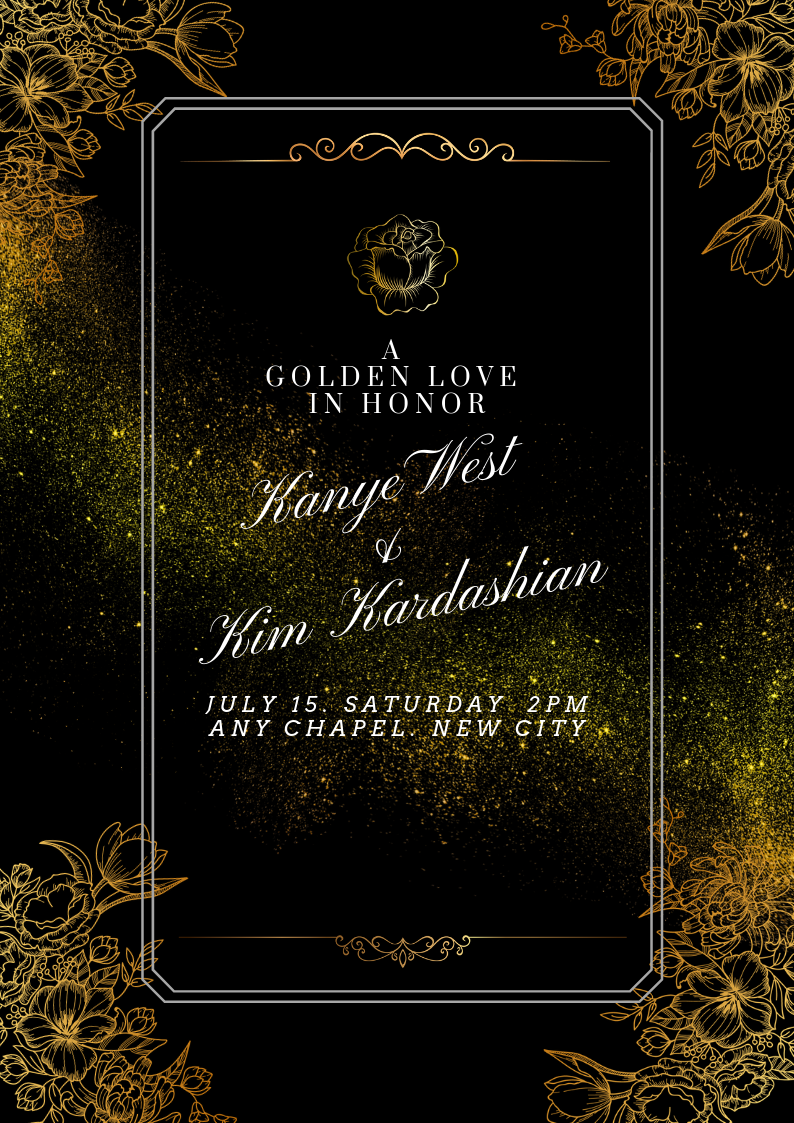 A
GOLDEN LOVE
IN HONOR
Kanye West
&
Kim Kardashian
JULY 15. SATURDAY. 2PM
ANY CHAPEL. NEW CITY